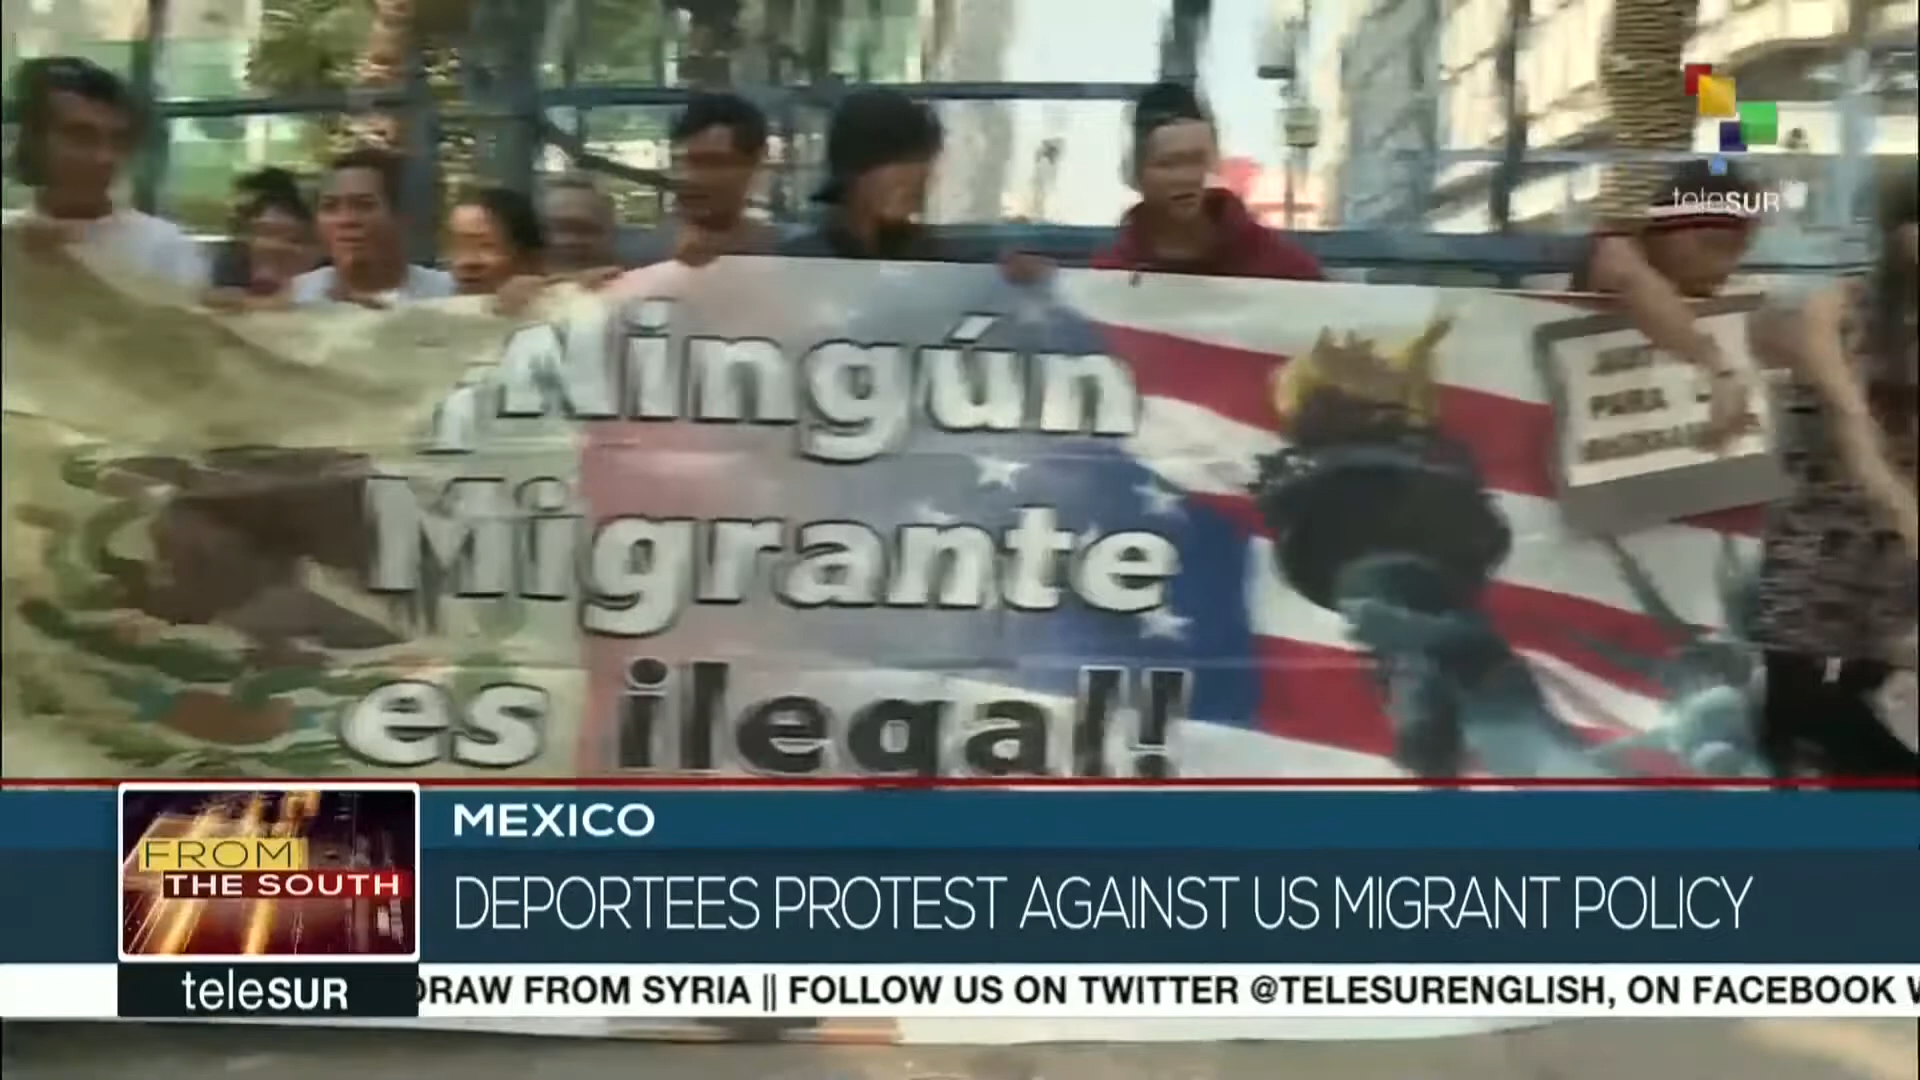 teleSUR
¡Ningún
Migrante
es ilegal!
PARA
MEXICO
FROM
THE SOUTH
DEPORTEES PROTEST AGAINST US MIGRANT POLICY
teleSUR
DRAW FROM SYRIA || FOLLOW US ON TWITTER @TELESURENGLISH, ON FACEBOOK W